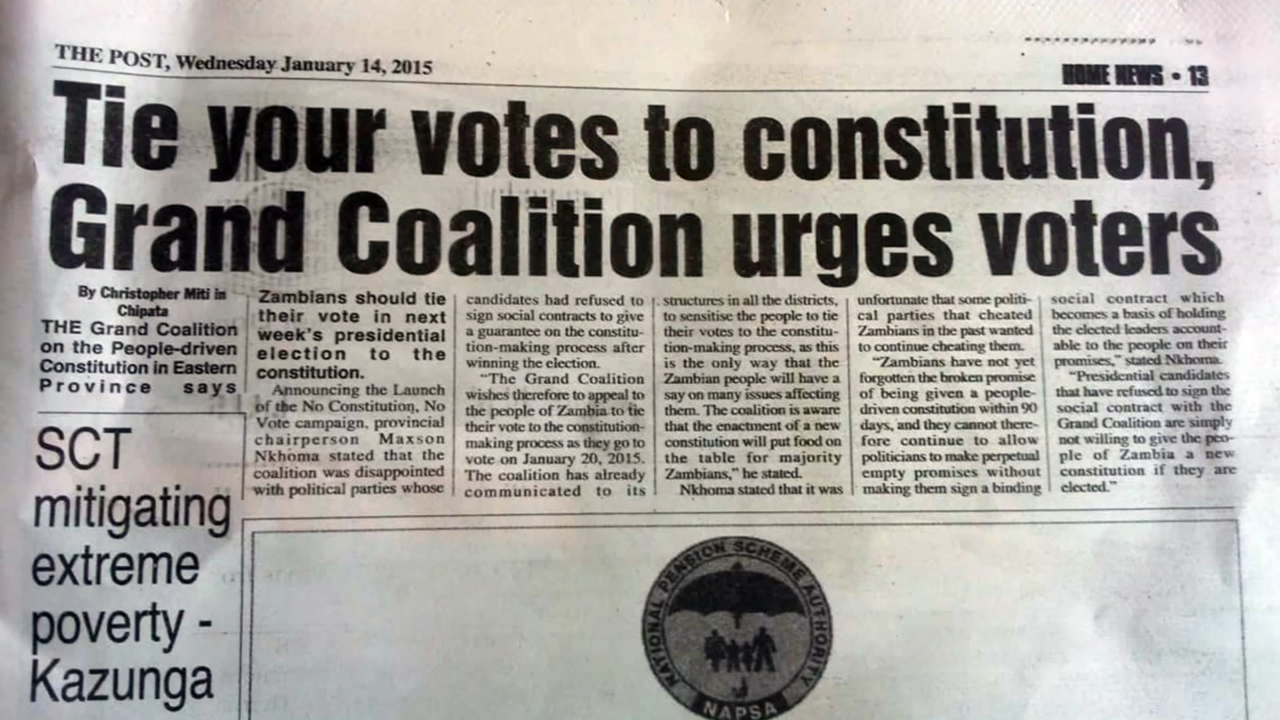 THE POST, Wednesday January 14, 2015
HOME NEWS • 13
Tie your votes to constitution,
Grand Coalition urges voters
By Christopher Miti in
Chipata
THE Grand Coalition
on the People-driven
Constitution in Eastern
Province says
Zambians should tie
their vote in next
week's presidential
election to the
constitution.
Announcing the Launch
of the No Constitution, No
Vote campaign, provincial
chairperson Maxson
Nkhoma stated that the
coalition was disappointed
with political parties whose
candidates had refused to
sign social contracts to give
a guarantee on the constitu-
tion-making process after
winning the election.
"The Grand Coalition
wishes therefore to appeal to
the people of Zambia to tie
their vote to the constitution-
making process as they go to
vote on January 20, 2015.
The Coalition has already
communicated to its
structures in all the districts,
to sensitise the people to tie
their votes to the constitu-
tion-making process, as this
is the only way that the
Zambian people will have a
say on many issues affecting
them. The coalition is aware
that the enactment of a new
constitution will put food on
the table for majority
Zambians," he stated.
Nkhoma stated that it was
unfortunate that some politi-
cal parties that cheated
Zambians in the past wanted
to continue cheating them.
"Zambians have not yet
forgotten the broken promise
of being given a people-
driven constitution within 90
days, and they cannot there-
fore continue to allow
politicians to make perpetual
empty promises without
making them sign a binding
social contract which
becomes a basis of holding
the elected leaders account-
able to the people on their
promises," stated Nkhoma.
"Presidential candidates
that have refused to sign the
social contract with the
Grand Coalition are simply
not willing to give the peo-
ple of Zambia a new
constitution if they are
elected."
SCT
mitigating
extreme
poverty -
Kazunga
NATIONAL PENSION SCHEME AUTHORITY
NAPSA